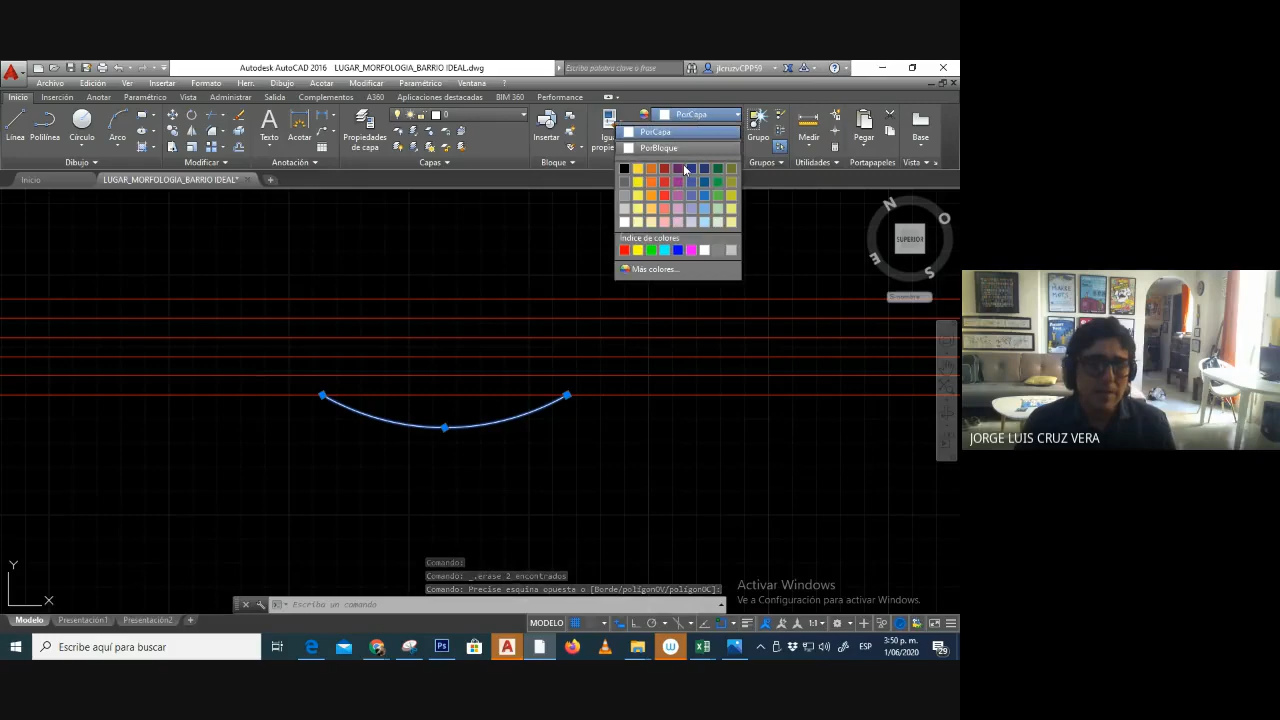 Autodesk AutoCAD 2016 LUGAR_MORFOLOGIA_BARRIO IDEAL.dwg
Escriba palabra clave o frase
jlcruzvCPP59
Archivo Edición Ver Insertar Formato Herr. Dibujo Acotar Modificar Paramétrico Ventana ?
Inicio Inserción Anotar Paramétrico Vista Administrar Salida Complementos A360 Aplicaciones destacadas BIM 360 Performance
0
PorCapa
Línea Polilínea Círculo Arco
Texto Acotar
Propiedades de capa
Insertar
Grupo Medir Pegar Base
PorCapa
PorBloque
Dibujo Modificar Anotación Capas Bloque Grupos Utilidades Portapapeles Vista
Inicio LUGAR_MORFOLOGIA_BARRIO IDEAL*
Índice de colores
Más colores...
N
O
SUPERIOR
E
S
JORGE LUIS CRUZ VERA
Comando:
Comando: _.erase 2 encontrados
Comando: Precise esquina opuesta o [Borde/polígonOV/polígonOC]:
Escriba un comando
Y
X
Activar Windows
Ve a Configuración para activar Windows.
Modelo Presentación1 Presentación2
MODELO
1:1
Escribe aquí para buscar
ESP
3:50 p. m.
1/06/2020
29